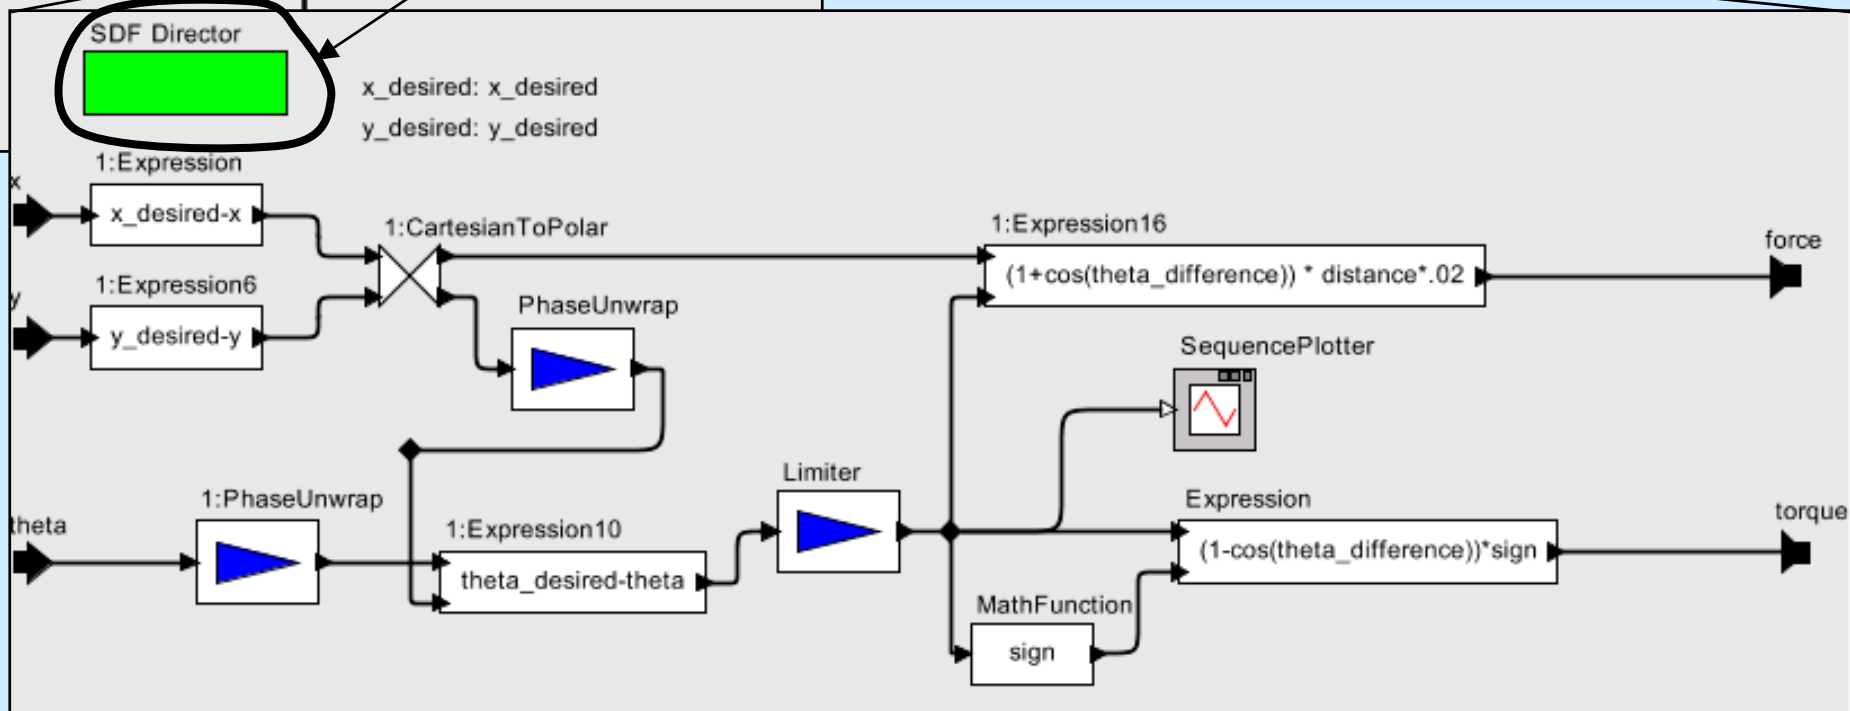 SDF Director
x_desired: x_desired
y_desired: y_desired
1:Expression
x
x_desired-x
1:CartesianToPolar
1:Expression16
(1+cos(theta_difference)) * distance*.02
force
1:Expression6
y
y_desired-y
PhaseUnwrap
SequencePlotter
Limiter
1:PhaseUnwrap
theta
1:Expression10
theta_desired-theta
Expression
(1-cos(theta_difference))*sign
torque
MathFunction
sign